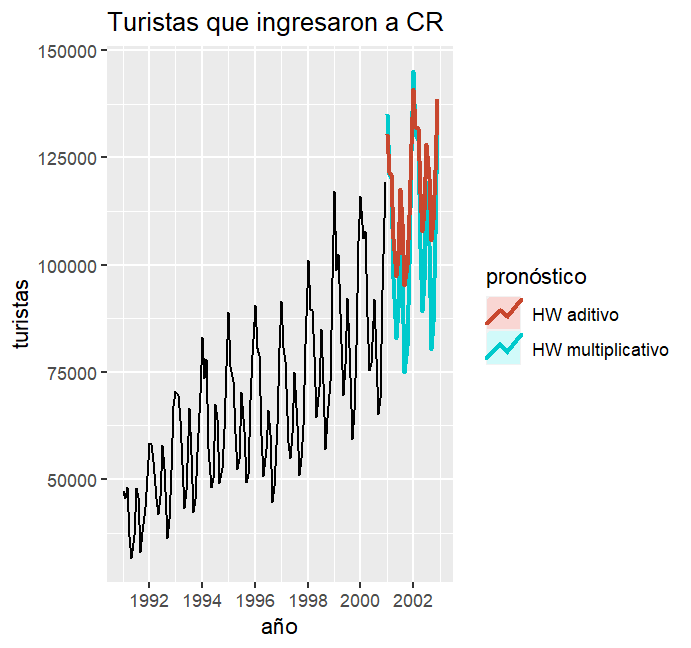 Turistas que ingresaron a CR
150000
125000
100000
75000
50000
turistas
1992 1994 1996 1998 2000 2002
año
pronóstico
HW aditivo
HW multiplicativo